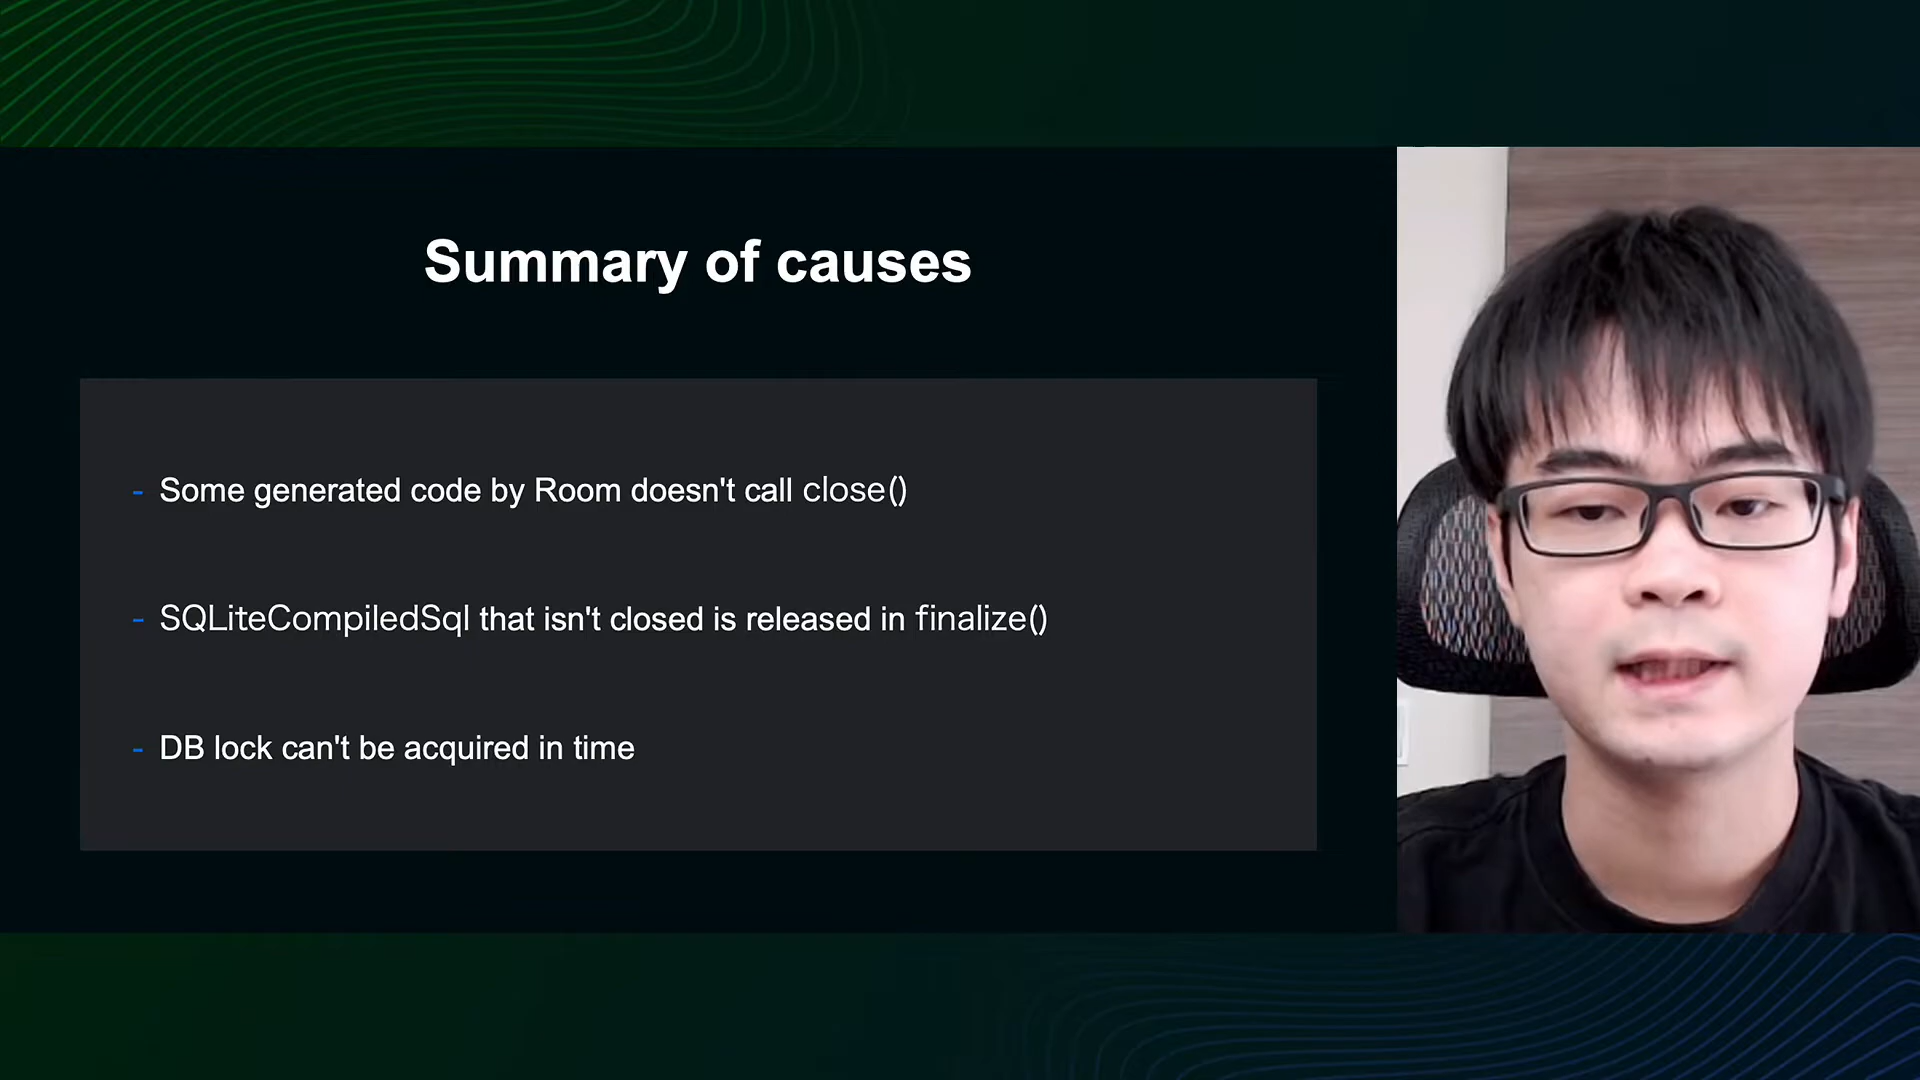 Summary of causes
- Some generated code by Room doesn't call close()
- SQLiteCompiledSql that isn't closed is released in finalize()
- DB lock can't be acquired in time